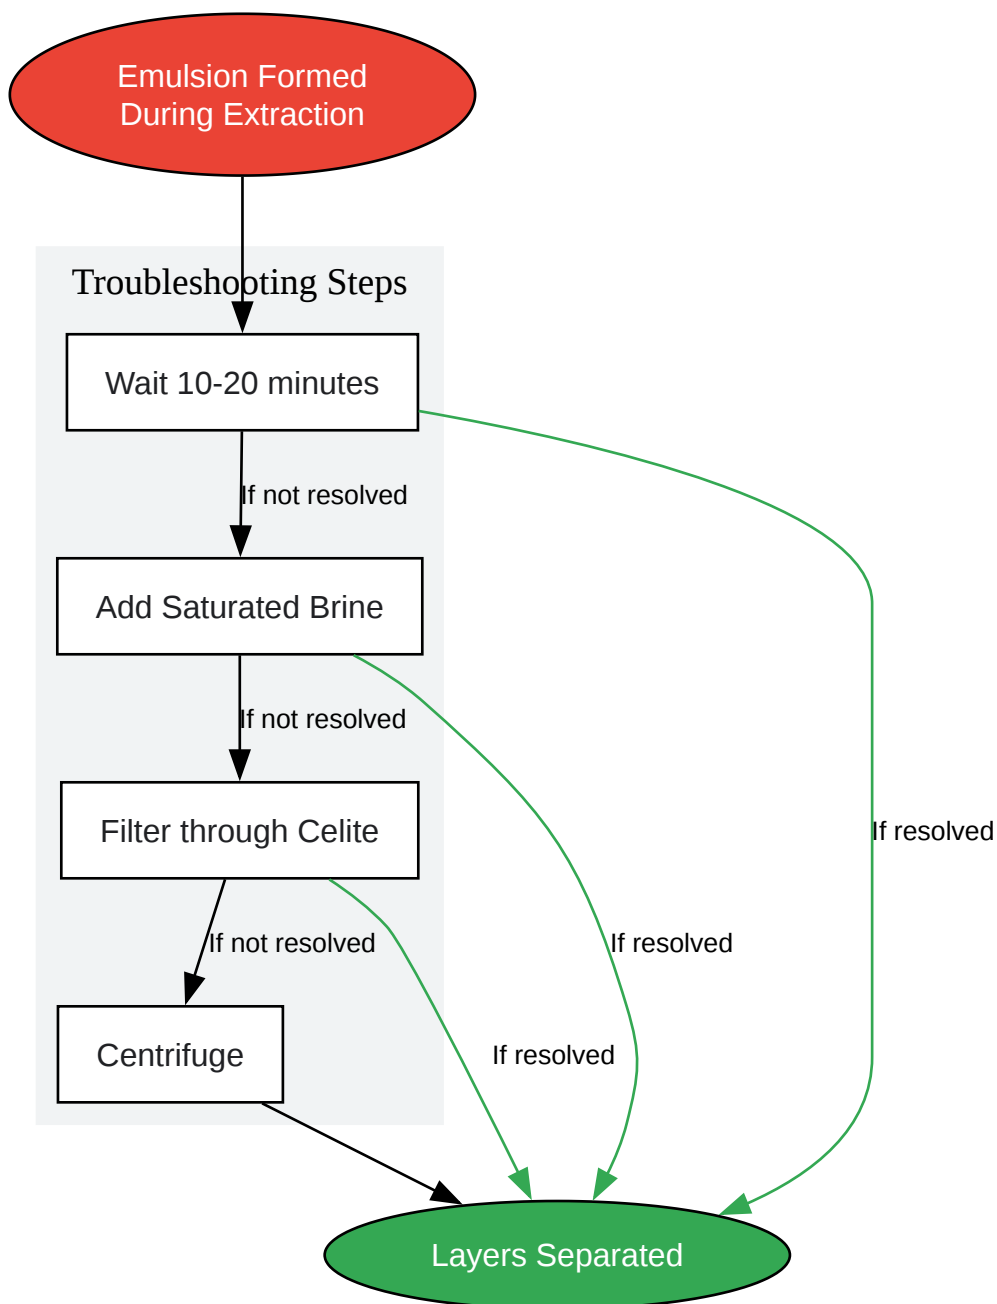 Emulsion Formed
During Extraction
Troubleshooting Steps
Wait 10-20 minutes
If not resolved
Add Saturated Brine
If not resolved
Filter through Celite
If resolved
If not resolved
If resolved
Centrifuge
If resolved
Layers Separated